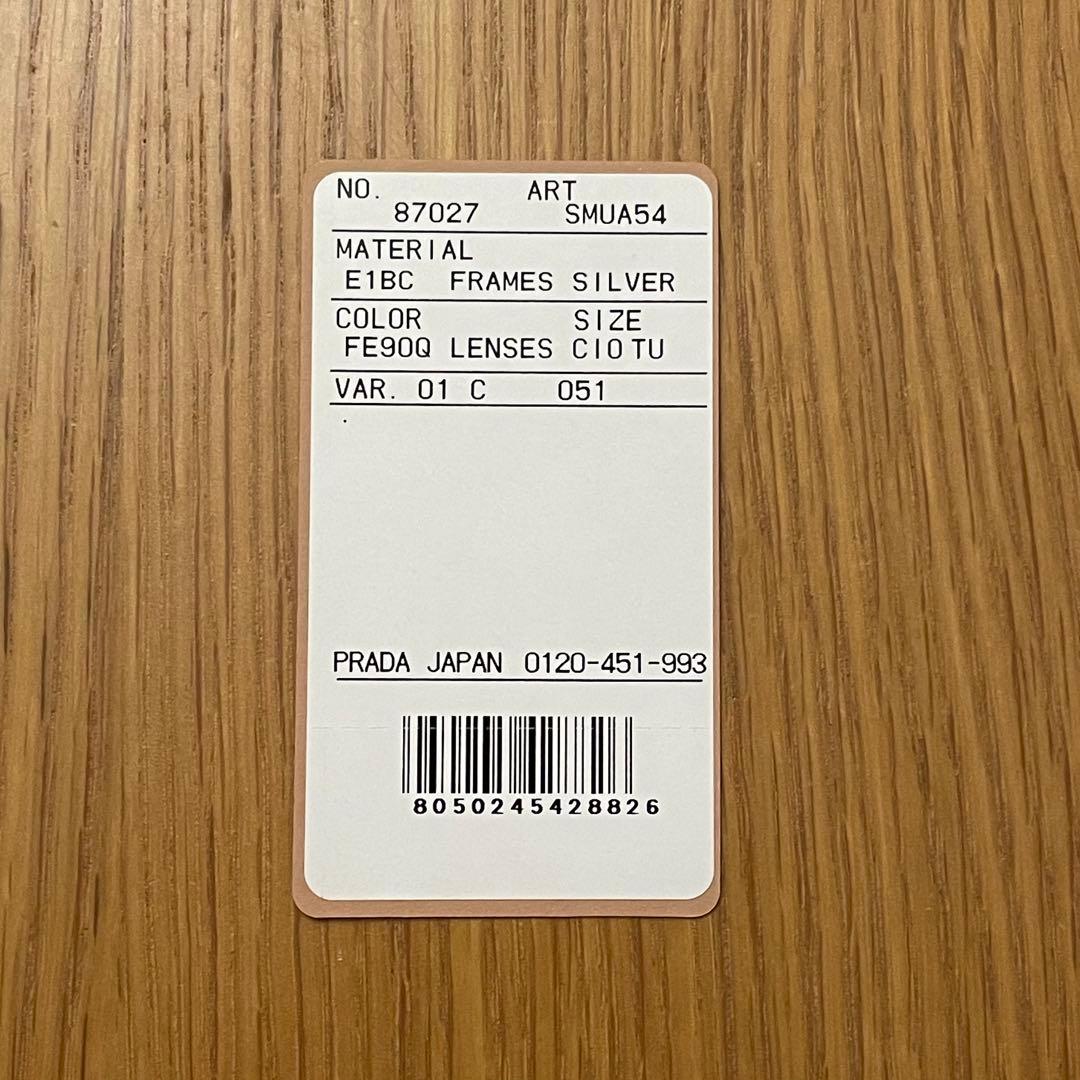 NO. ART
87027 SMUA54
MATERIAL
E1BC FRAMES SILVER
COLOR SIZE
FE90Q LENSES CIOTU
VAR. 01 C 051
PRADA JAPAN 0120-451-993
8050245428826